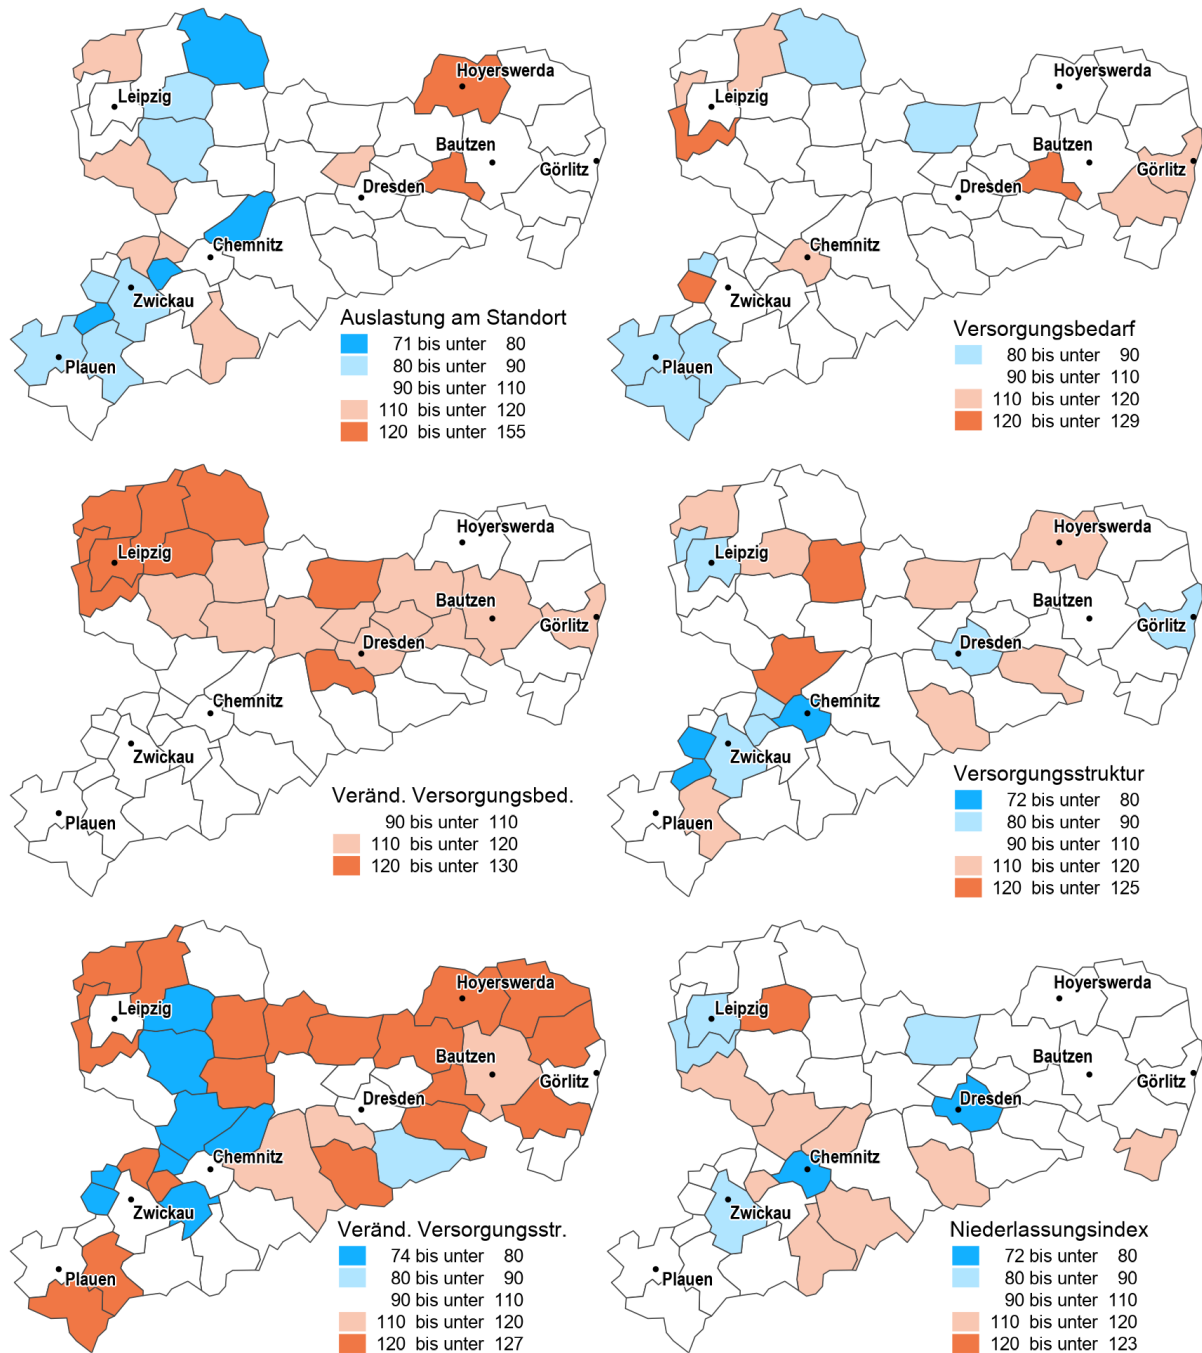 Hoyerswerda
Leipzig
Bautzen
Görlitz
Dresden
Chemnitz
Zwickau
Plauen
Auslastung am Standort
71 bis unter 80
80 bis unter 90
90 bis unter 110
110 bis unter 120
120 bis unter 155
Hoyerswerda
Leipzig
Bautzen
Görlitz
Dresden
Chemnitz
Zwickau
Plauen
Versorgungsbedarf
80 bis unter 90
90 bis unter 110
110 bis unter 120
120 bis unter 129
Hoyerswerda
Leipzig
Bautzen
Görlitz
Dresden
Chemnitz
Zwickau
Plauen
Veränd. Versorgungsbed.
90 bis unter 110
110 bis unter 120
120 bis unter 130
Hoyerswerda
Leipzig
Bautzen
Görlitz
Dresden
Chemnitz
Zwickau
Plauen
Versorgungsstruktur
72 bis unter 80
80 bis unter 90
90 bis unter 110
110 bis unter 120
120 bis unter 125
Hoyerswerda
Leipzig
Bautzen
Görlitz
Dresden
Chemnitz
Zwickau
Plauen
Veränd. Versorgungsstr.
74 bis unter 80
80 bis unter 90
90 bis unter 110
110 bis unter 120
120 bis unter 127
Hoyerswerda
Leipzig
Bautzen
Görlitz
Dresden
Chemnitz
Zwickau
Plauen
Niederlassungsindex
72 bis unter 80
80 bis unter 90
90 bis unter 110
110 bis unter 120
120 bis unter 123